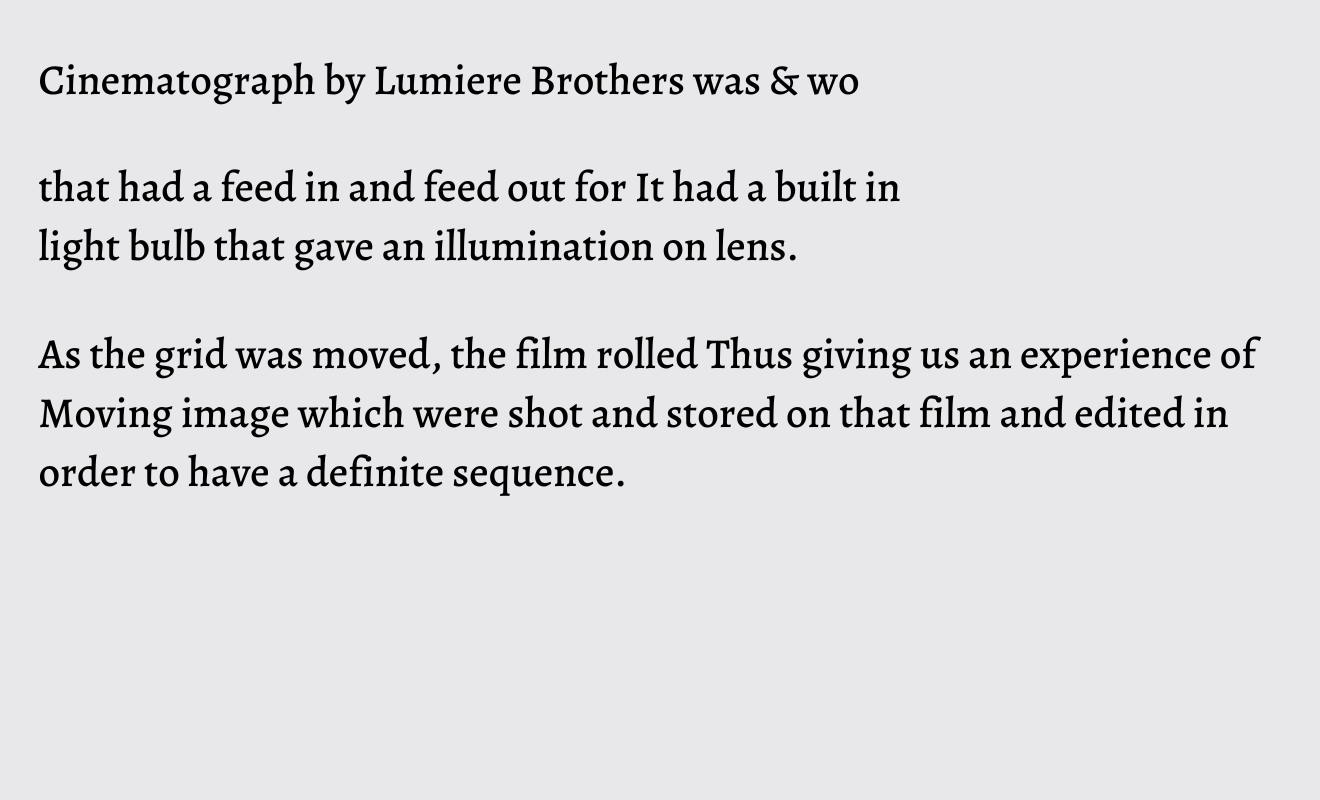 Cinematograph by Lumiere Brothers was & wo
that had a feed in and feed out for It had a built in
light bulb that gave an illumination on lens.
As the grid was moved, the film rolled Thus giving us an experience of
Moving image which were shot and stored on that film and edited in
order to have a definite sequence.